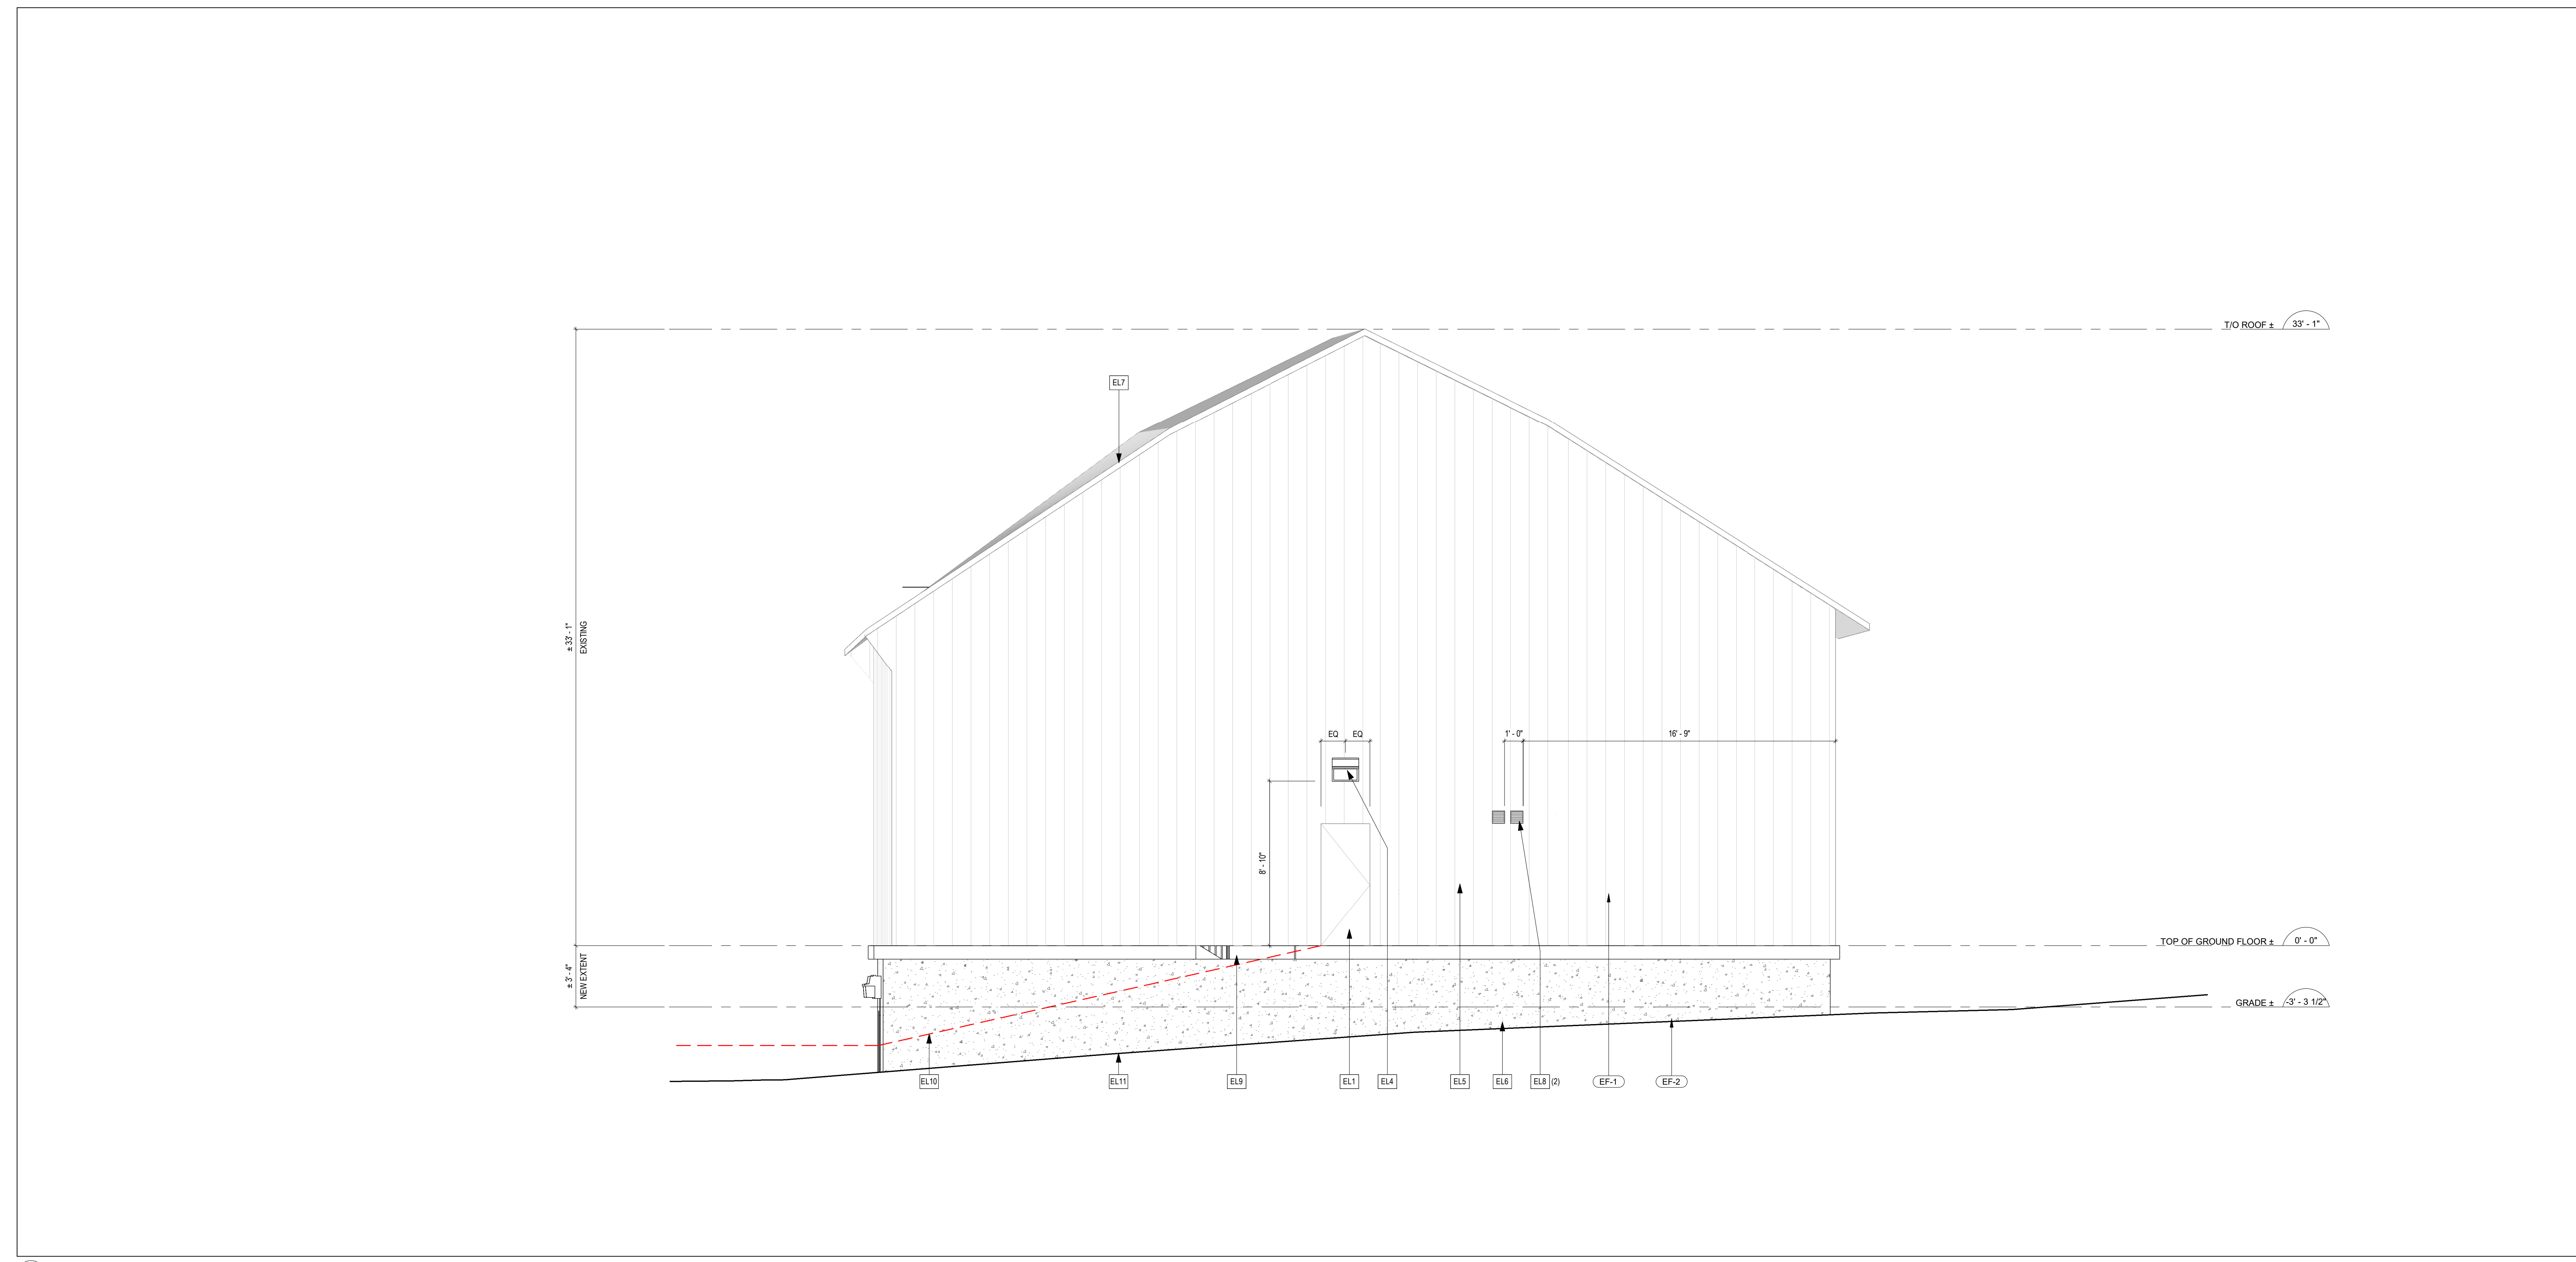 T/O ROOF ± 33' - 1"
EL7
± 33' - 1"
EXISTING
EQ EQ
1' - 0"
16' - 9"
8' - 10"
TOP OF GROUND FLOOR ± 0' - 0"
± 3' - 4"
NEW EXTENT
GRADE ± -3' - 3 1/2"
EL10
EL11
EL9
EL1
EL4
EL5
EL6
EL8 (2)
EF-1
EF-2